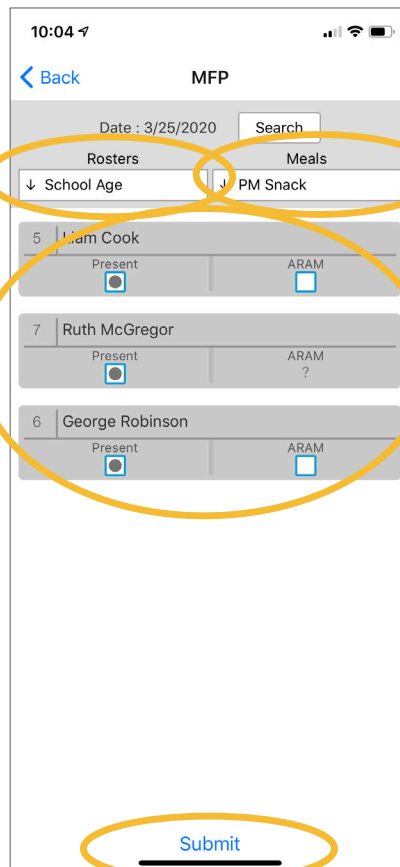 10:04
Back MFP
Date : 3/25/2020 Search
Rosters Meals
↓ School Age ↓ PM Snack
5 Liam Cook
Present ARAM
7 Ruth McGregor
Present ARAM
?
6 George Robinson
Present ARAM
Submit